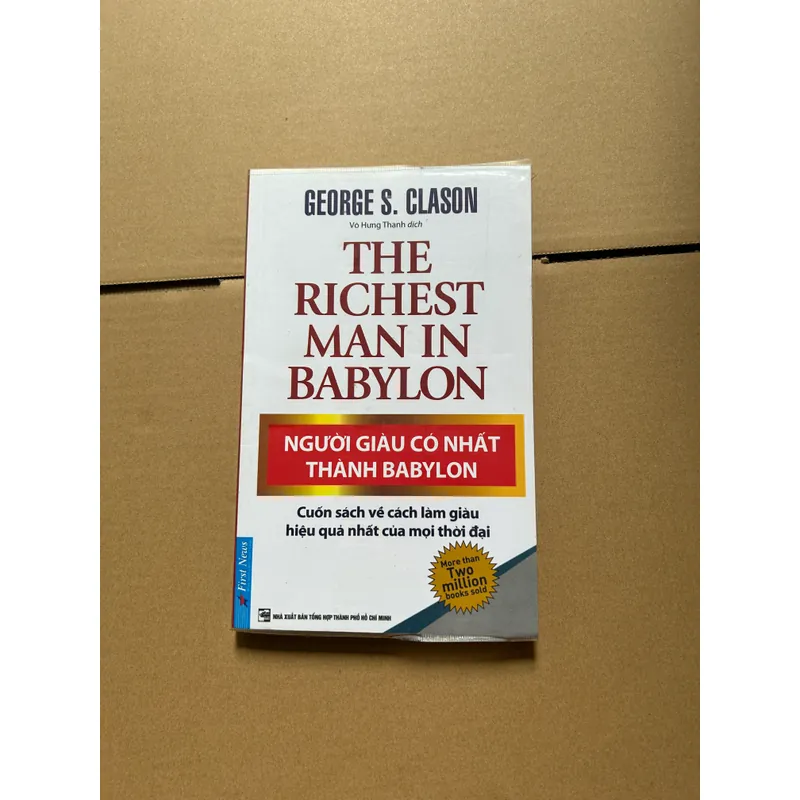 GEORGE S. CLASON
Vo Hưng Thanh dịch
THE
RICHEST
MAN IN
BABYLON
NGƯỜI GIÀU CÓ NHẤT
THÀNH BABYLON
Cuốn sách về cách làm giàu
hiệu quả nhất của mọi thời đại
More than
Two
million
books sold
First News
NHÀ XUẤT BẢN TỔNG HỢP THÀNH PHỐ HỒ CHÍ MINH